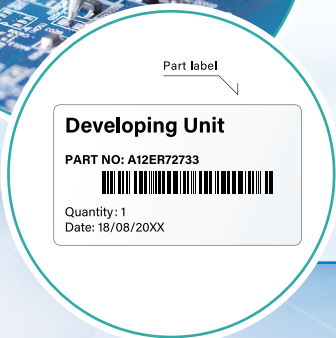 Part label
Developing Unit
PART NO: A12ER72733
Quantity: 1
Date: 18/08/20XX